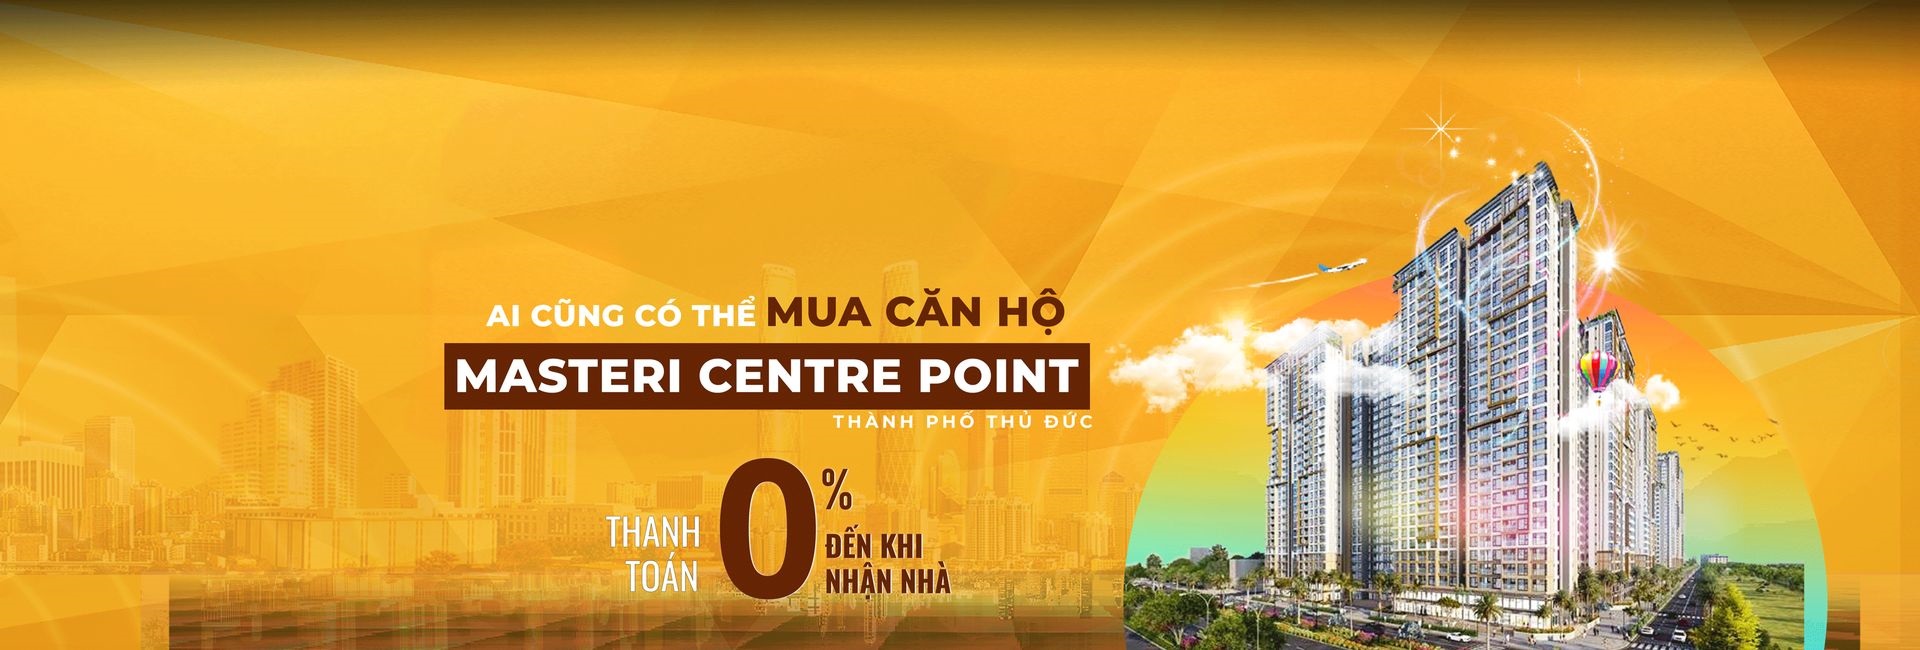 AI CŨNG CÓ THỂ MUA CĂN HỘ
MASTERI CENTRE POINT
THÀNH PHỐ THỦ ĐỨC
THANH TOÁN 0%
ĐẾN KHI
NHẬN NHÀ